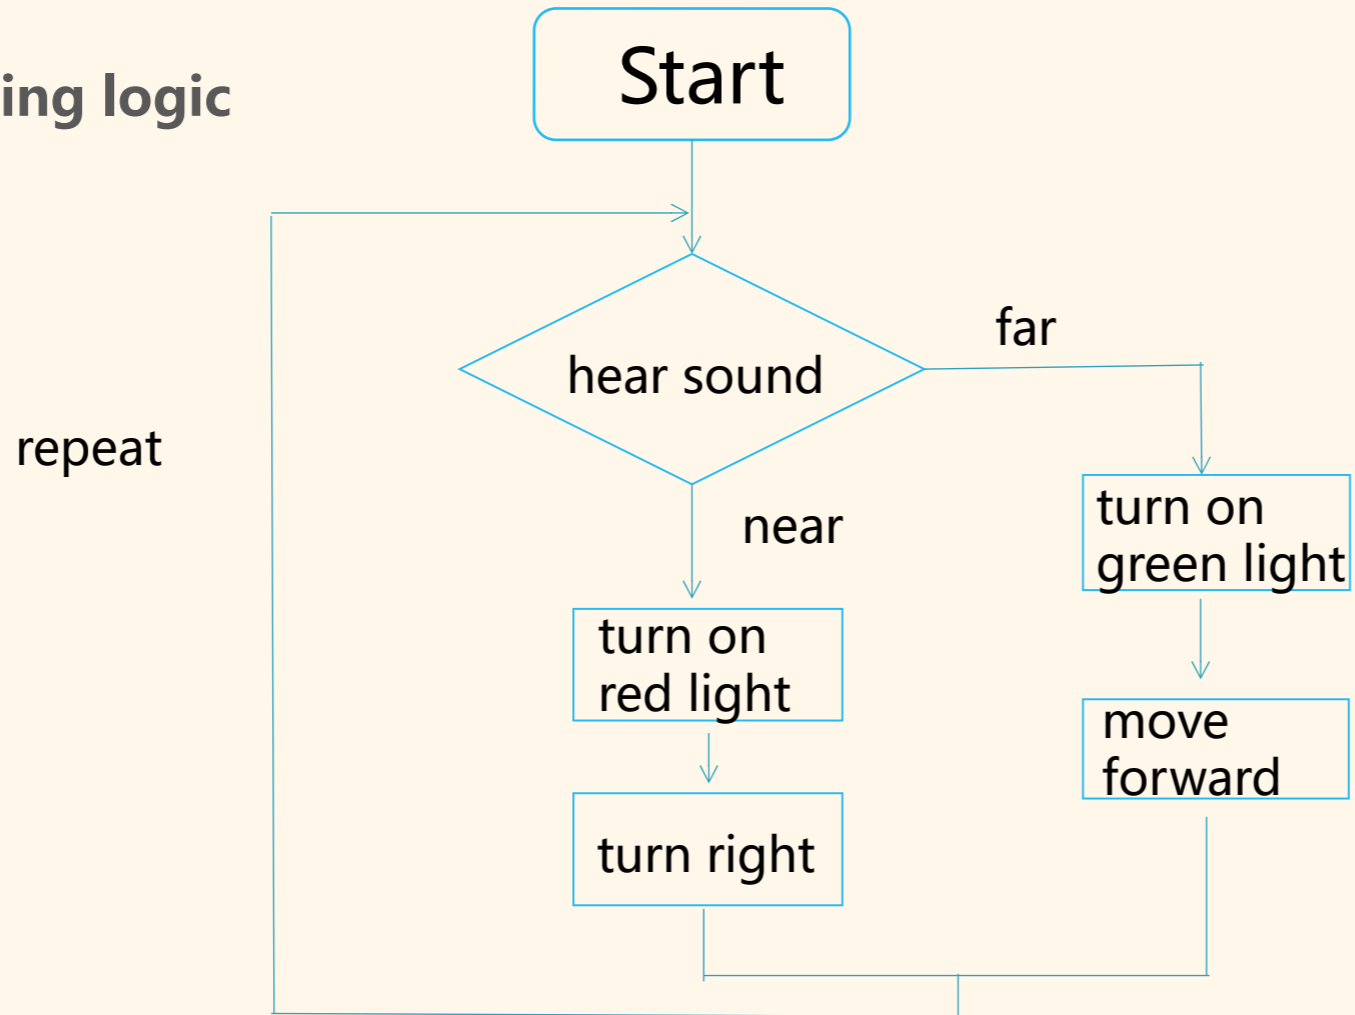 Start
ing logic
far
hear sound
repeat
near
turn on
green light
turn on
red light
move
forward
turn right